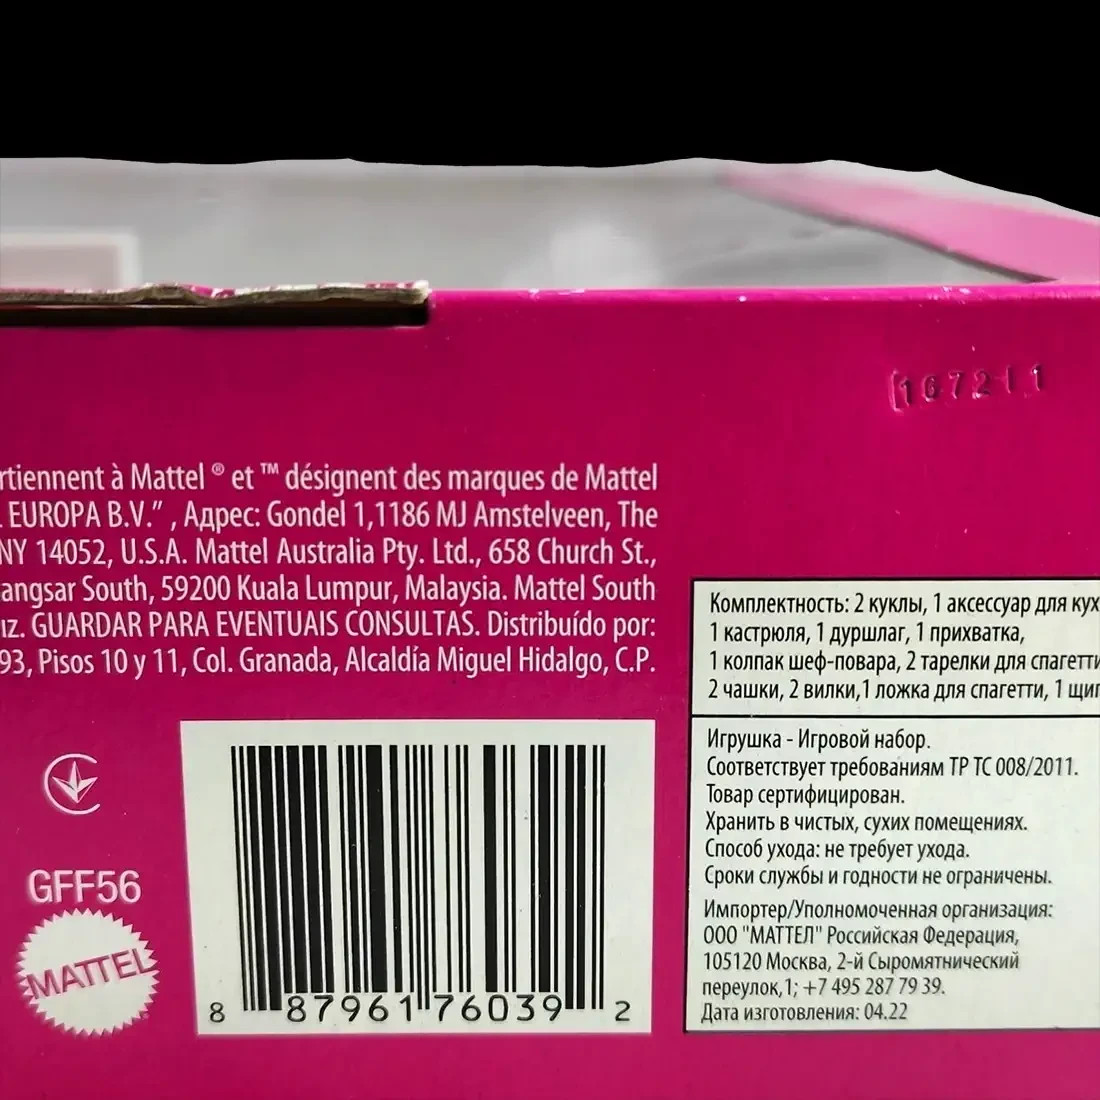 167211
rtiennent à Mattel ® et ™ désignent des marques de Mattel
EUROPA B.V.” , Адрес: Gondel 1,1186 MJ Amstelveen, The
NY 14052, U.S.A. Mattel Australia Pty. Ltd., 658 Church St.,
angsar South, 59200 Kuala Lumpur, Malaysia. Mattel South
uz. GUARDAR PARA EVENTUAIS CONSULTAS. Distribuído por:
93, Pisos 10 y 11, Col. Granada, Alcaldía Miguel Hidalgo, C.P.
GFF56
MATTEL
8 87961 76039 2
Комплектность: 2 куклы, 1 аксессуар для кух
1 кастрюля, 1 дуршлаг, 1 прихватка,
1 колпак шеф-повара, 2 тарелки для спагетти
2 чашки, 2 вилки,1 ложка для спагетти, 1 щип
Игрушка - Игровой набор.
Соответствует требованиям ТР ТС 008/2011.
Товар сертифицирован.
Хранить в чистых, сухих помещениях.
Способ ухода: не требует ухода.
Сроки службы и годности не ограничены.
Импортер/Уполномоченная организация:
ООО "МАТТЕЛ" Российская Федерация,
105120 Москва, 2-й Сыромятнический
переулок,1; +7 495 287 79 39.
Дата изготовления: 04.22